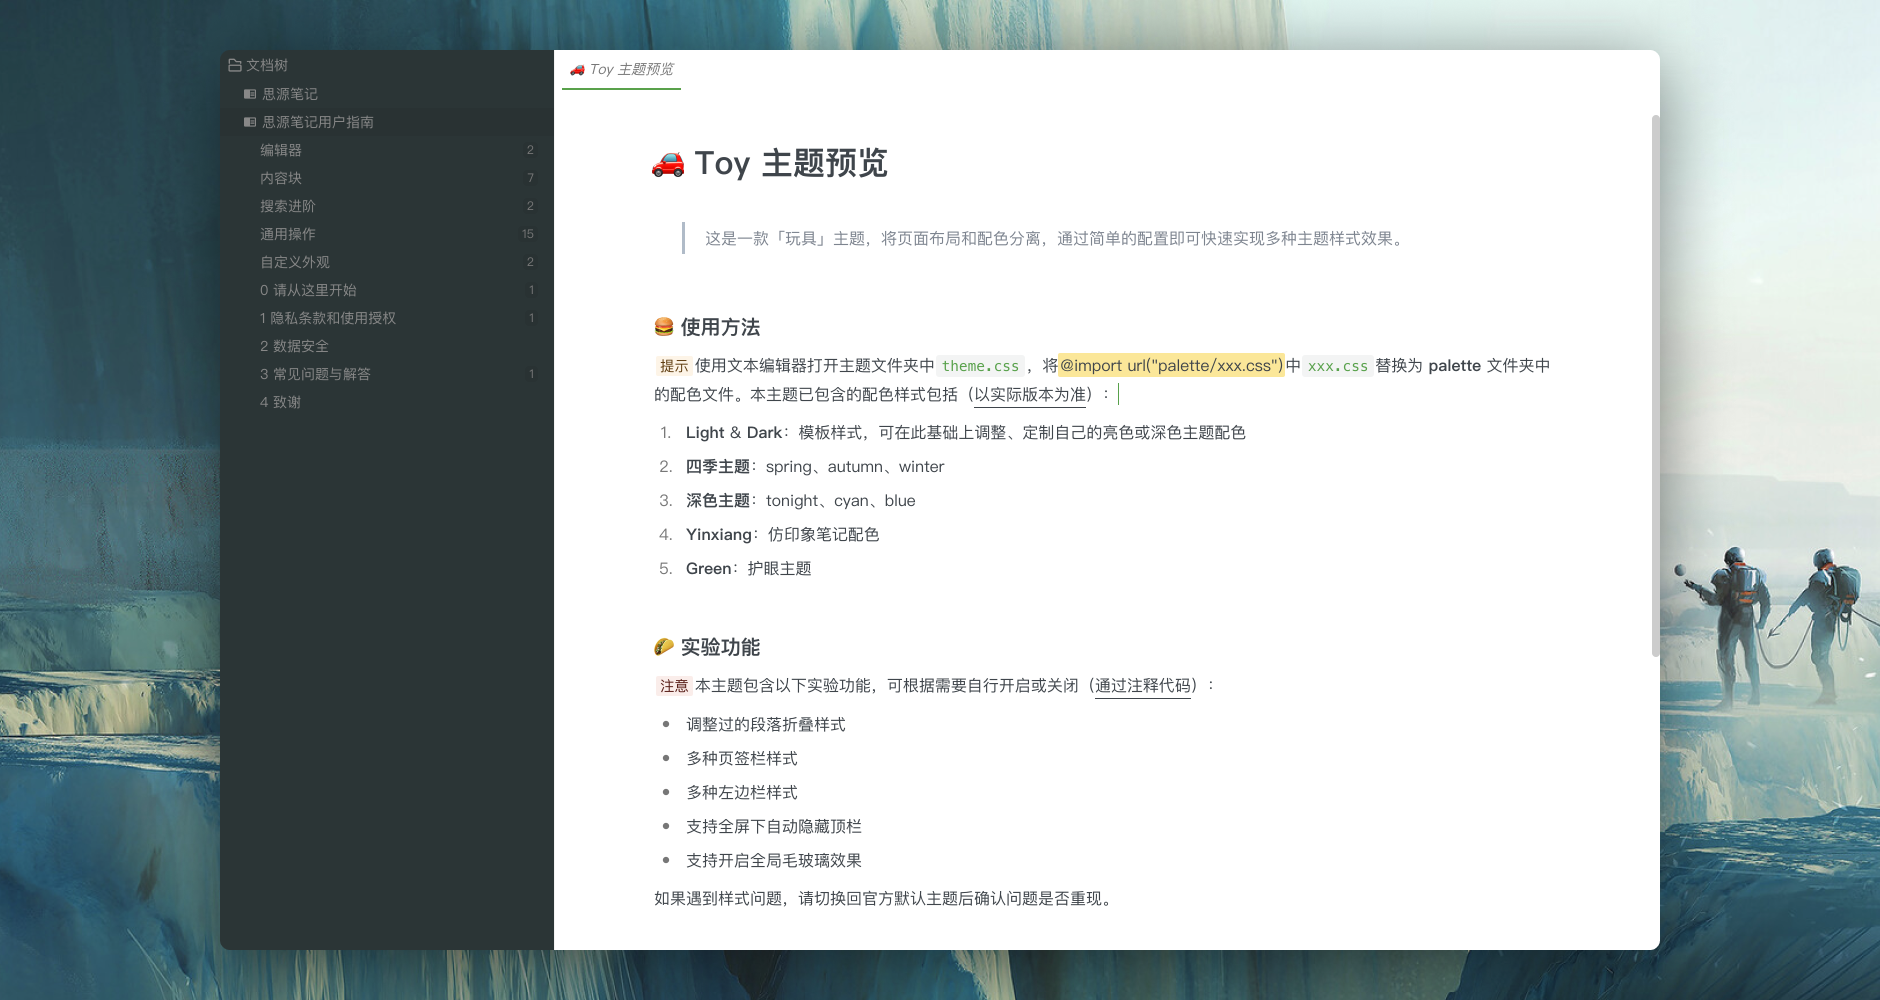 文档树
思源笔记
思源笔记用户指南
编辑器 2
内容块 7
搜索进阶 2
通用操作 15
自定义外观 2
0 请从这里开始 1
1 隐私条款和使用授权 1
2 数据安全
3 常见问题与解答 1
4 致谢
Toy 主题预览
Toy 主题预览
这是一款「玩具」主题，将页面布局和配色分离，通过简单的配置即可快速实现多种主题样式效果。
使用方法
提示 使用文本编辑器打开主题文件夹中 theme.css ，将@import url("palette/xxx.css")中 xxx.css 替换为 palette 文件夹中
的配色文件。本主题已包含的配色样式包括（以实际版本为准）：
1. Light & Dark：模板样式，可在此基础上调整、定制自己的亮色或深色主题配色
2. 四季主题：spring、autumn、winter
3. 深色主题：tonight、cyan、blue
4. Yinxiang：仿印象笔记配色
5. Green：护眼主题
实验功能
注意 本主题包含以下实验功能，可根据需要自行开启或关闭（通过注释代码）：
• 调整过的段落折叠样式
• 多种页签栏样式
• 多种左边栏样式
• 支持全屏下自动隐藏顶栏
• 支持开启全局毛玻璃效果
如果遇到样式问题，请切换回官方默认主题后确认问题是否重现。